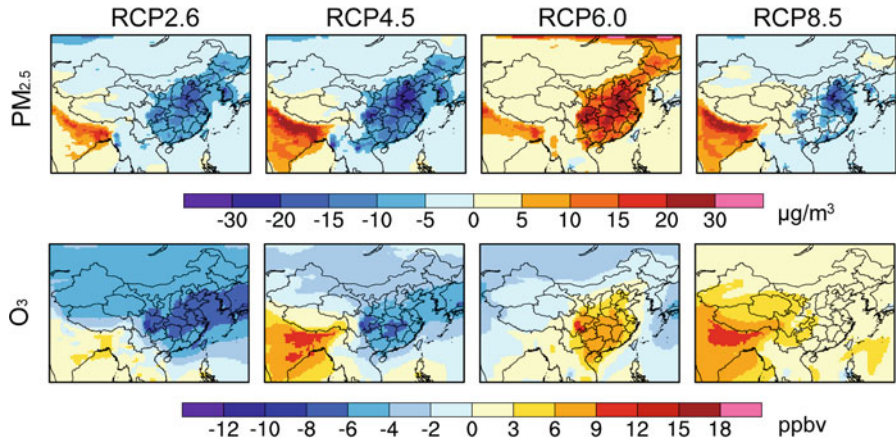 RCP2.6 RCP4.5 RCP6.0 RCP8.5
PM2.5
-30 -20 -15 -10 -5 0 5 10 15 20 30 µg/m³
O3
-12 -10 -8 -6 -4 -2 0 3 6 9 12 15 18 ppbv